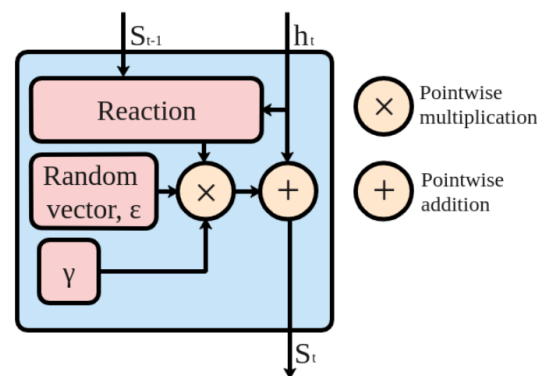 Sₜ₋₁
hₜ
Reaction
Random
vector, ε
γ
×
+
Sₜ
×
Pointwise
multiplication
+
Pointwise
addition